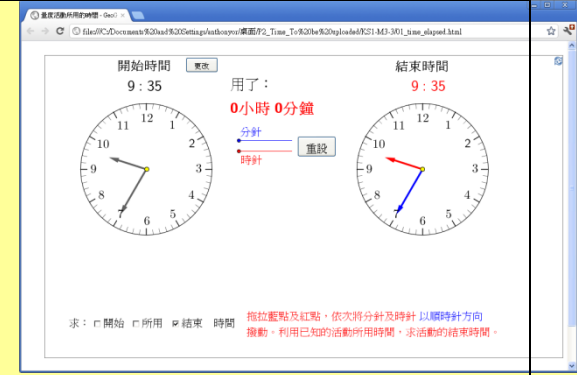 量度活動所用的時間 - GeoG
file:///C:/Documents%20and%20Settings/anthonyor/桌面/P2_Time_To%20be%20uploaded/KS1-M3-3/01_time_elapsed.html
開始時間 更改
9 : 35
用了：
0小時 0分鐘
分針
時針
重設
結束時間
9 : 35
12 1 2 3 4 5 6 7 8 9 10 11
12 1 2 3 4 5 6 7 8 9 10 11
求： 開始 所用 結束 時間
拖拉藍點及紅點，依次將分針及時針 以順時針方向
撥動。利用已知的活動所用時間，求活動的結束時間。